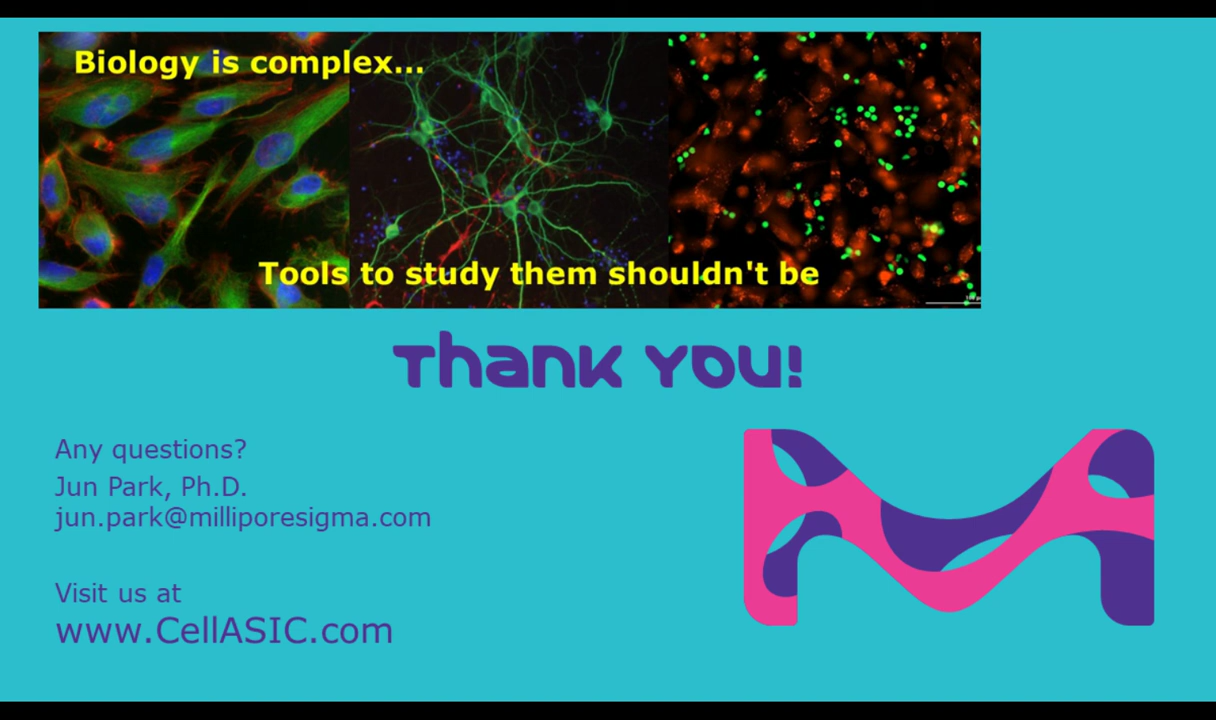 Biology is complex...
Tools to study them shouldn't be
Thank you!
Any questions?
Jun Park, Ph.D.
jun.park@milliporesigma.com
Visit us at
www.CellASIC.com